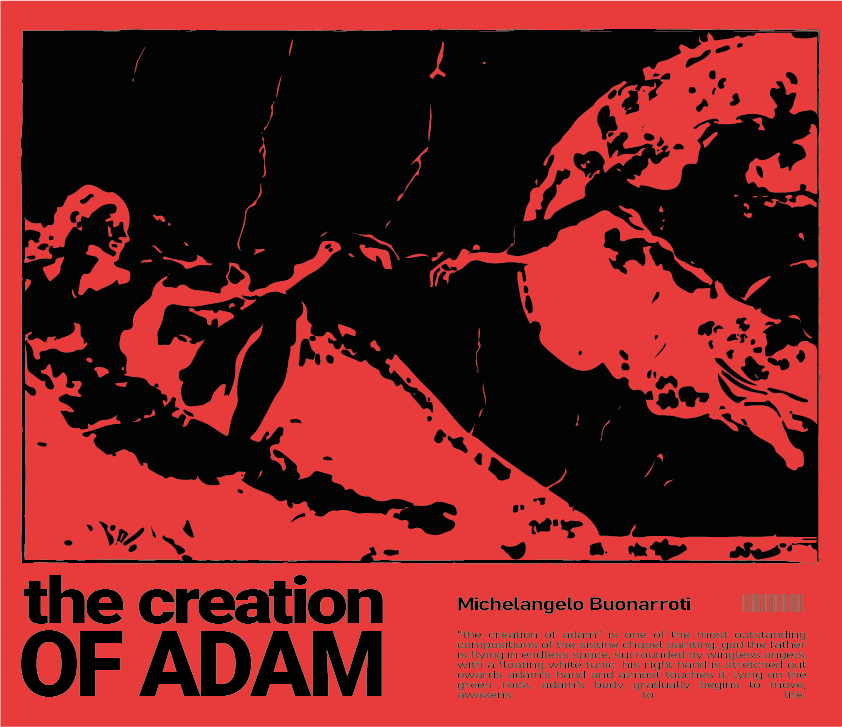 the creation
OF ADAM
Michelangelo Buonarroti
"the creation of adam" is one of the most outstanding
compositions of the sistine chapel painting. god the father
is flying in endless space, surrounded by wingless angels,
with a floating white tunic. his right hand is stretched out
owards adam's hand and almost touches it. lying on the
green rock, adam's body gradually begins to move,
awakens to life.